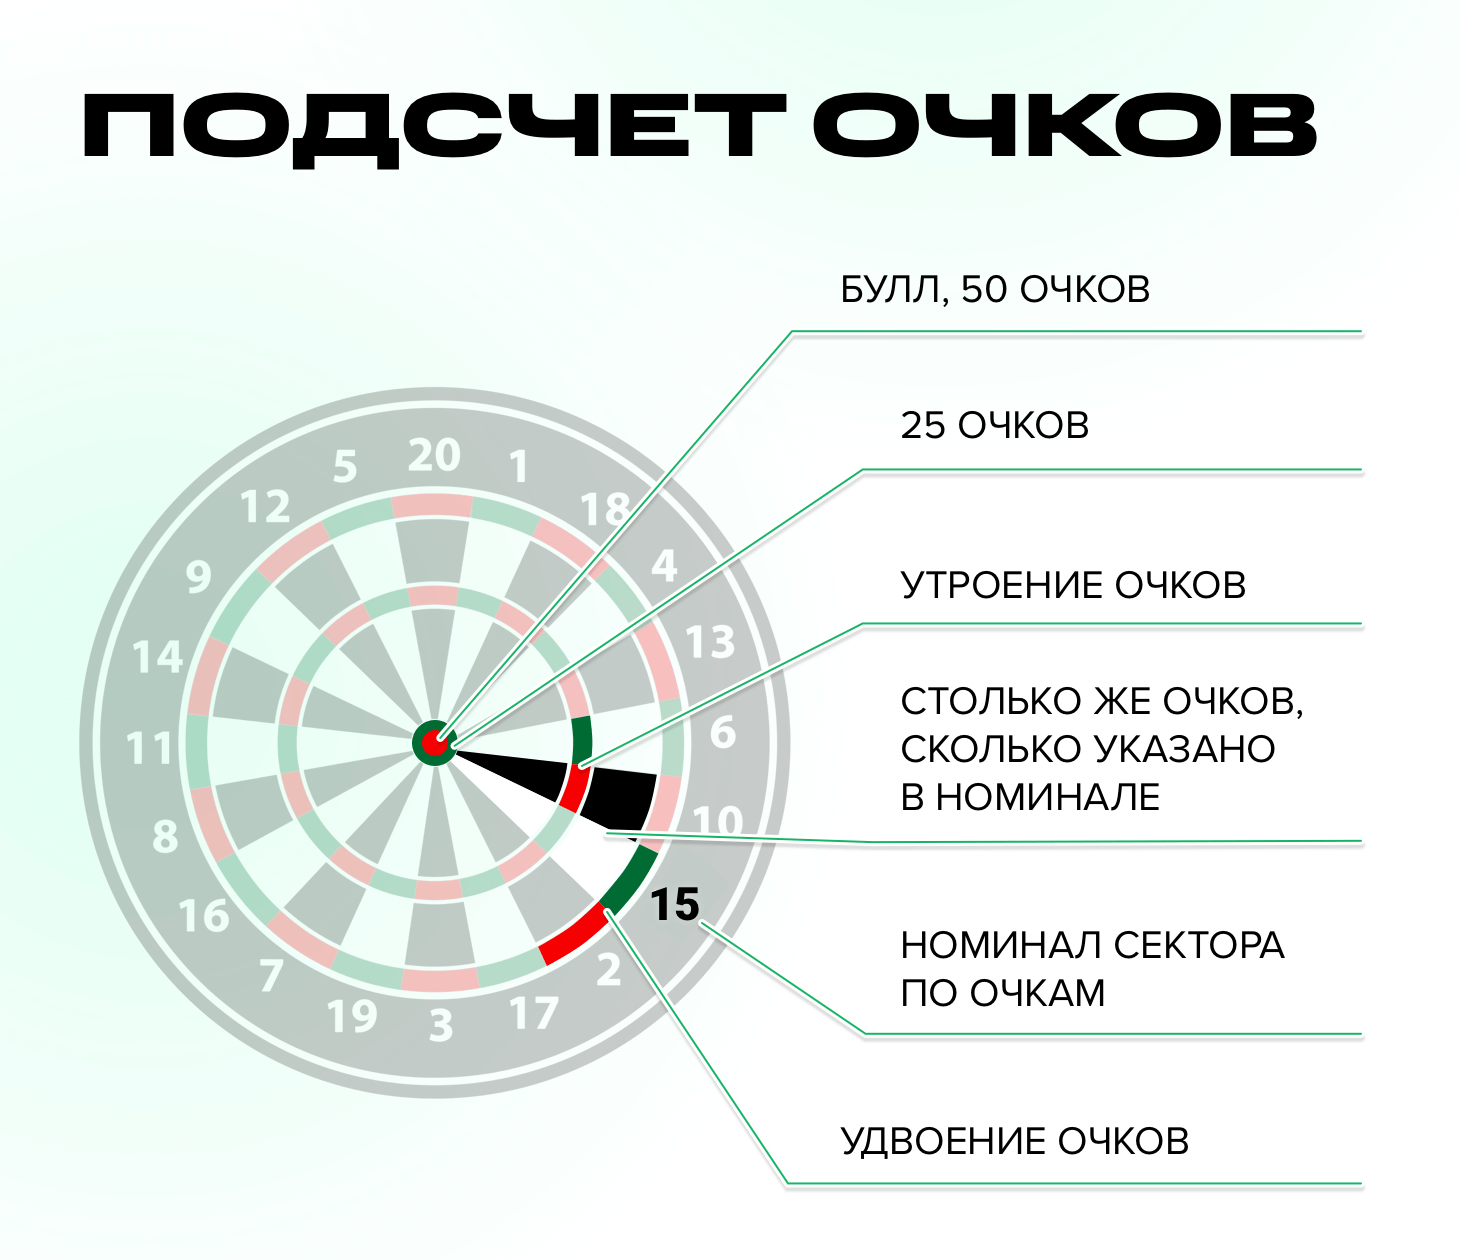 ПОДСЧЕТ ОЧКОВ
БУЛЛ, 50 ОЧКОВ
25 ОЧКОВ
УТРОЕНИЕ ОЧКОВ
СТОЛЬКО ЖЕ ОЧКОВ,
СКОЛЬКО УКАЗАНО
В НОМИНАЛЕ
НОМИНАЛ СЕКТОРА
ПО ОЧКАМ
УДВОЕНИЕ ОЧКОВ
20
1
18
4
13
6
10
15
2
17
3
19
7
16
8
11
14
9
12
5